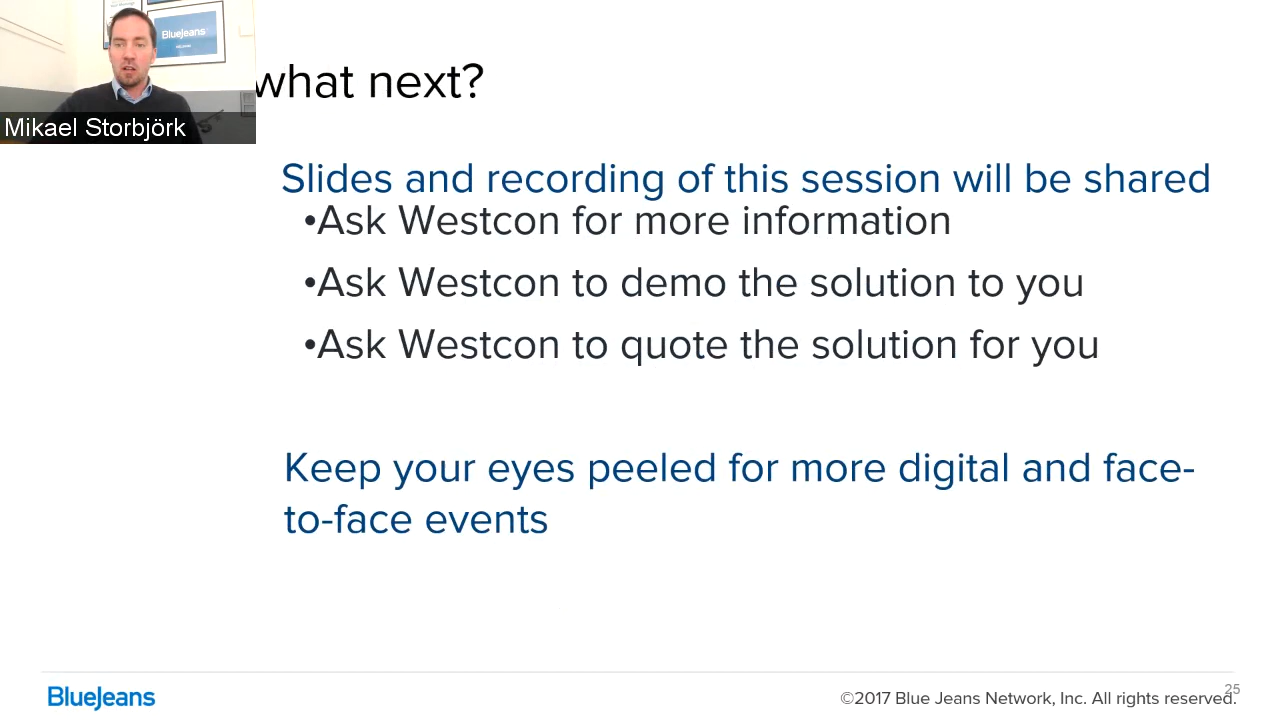 BlueJeans
Mikael Storbjörk
what next?
Slides and recording of this session will be shared
•Ask Westcon for more information
•Ask Westcon to demo the solution to you
•Ask Westcon to quote the solution for you
Keep your eyes peeled for more digital and face-
to-face events
BlueJeans
©2017 Blue Jeans Network, Inc. All rights reserved.
25